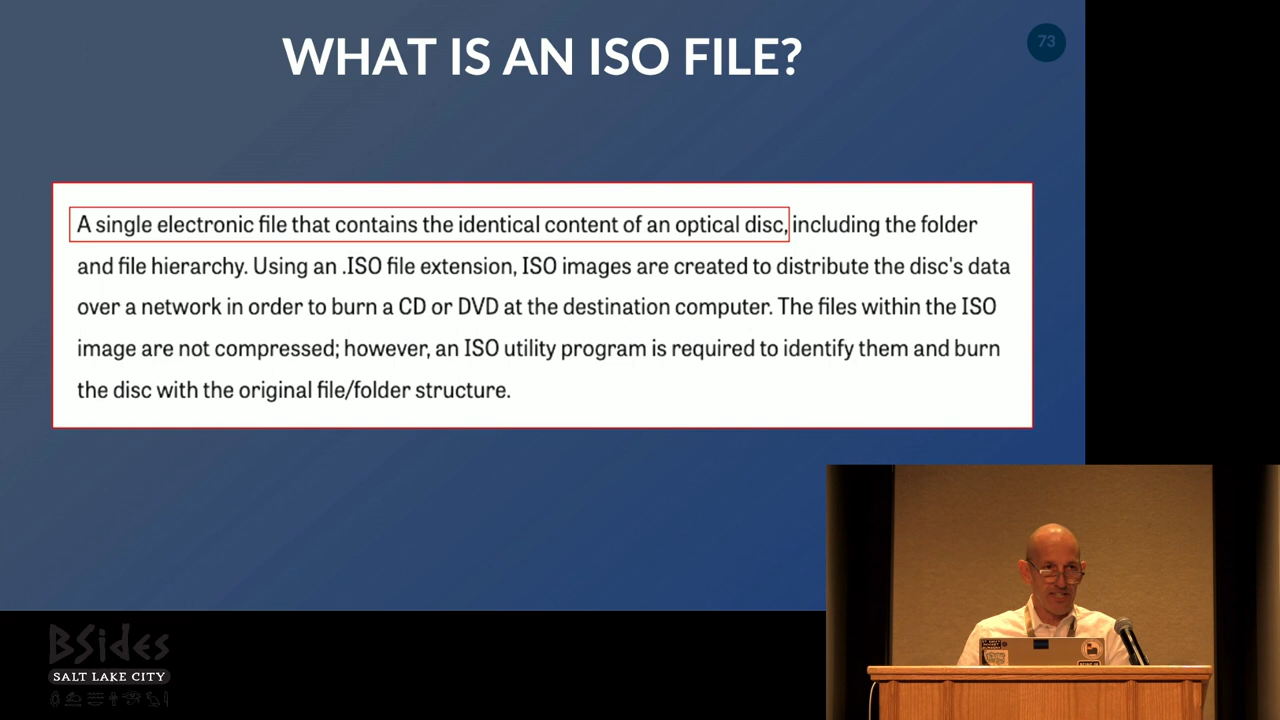 WHAT IS AN ISO FILE?
73
A single electronic file that contains the identical content of an optical disc, including the folder
and file hierarchy. Using an .ISO file extension, ISO images are created to distribute the disc's data
over a network in order to burn a CD or DVD at the destination computer. The files within the ISO
image are not compressed; however, an ISO utility program is required to identify them and burn
the disc with the original file/folder structure.
BSides
SALT LAKE CITY